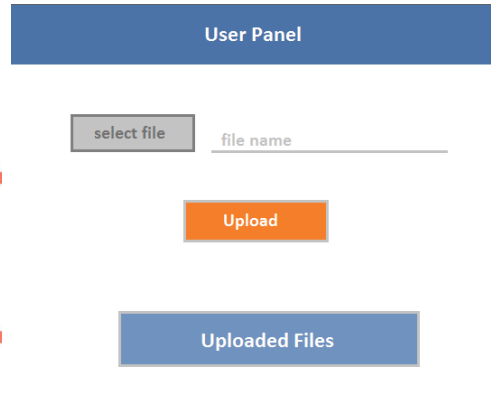 User Panel
select file
file name
Upload
Uploaded Files